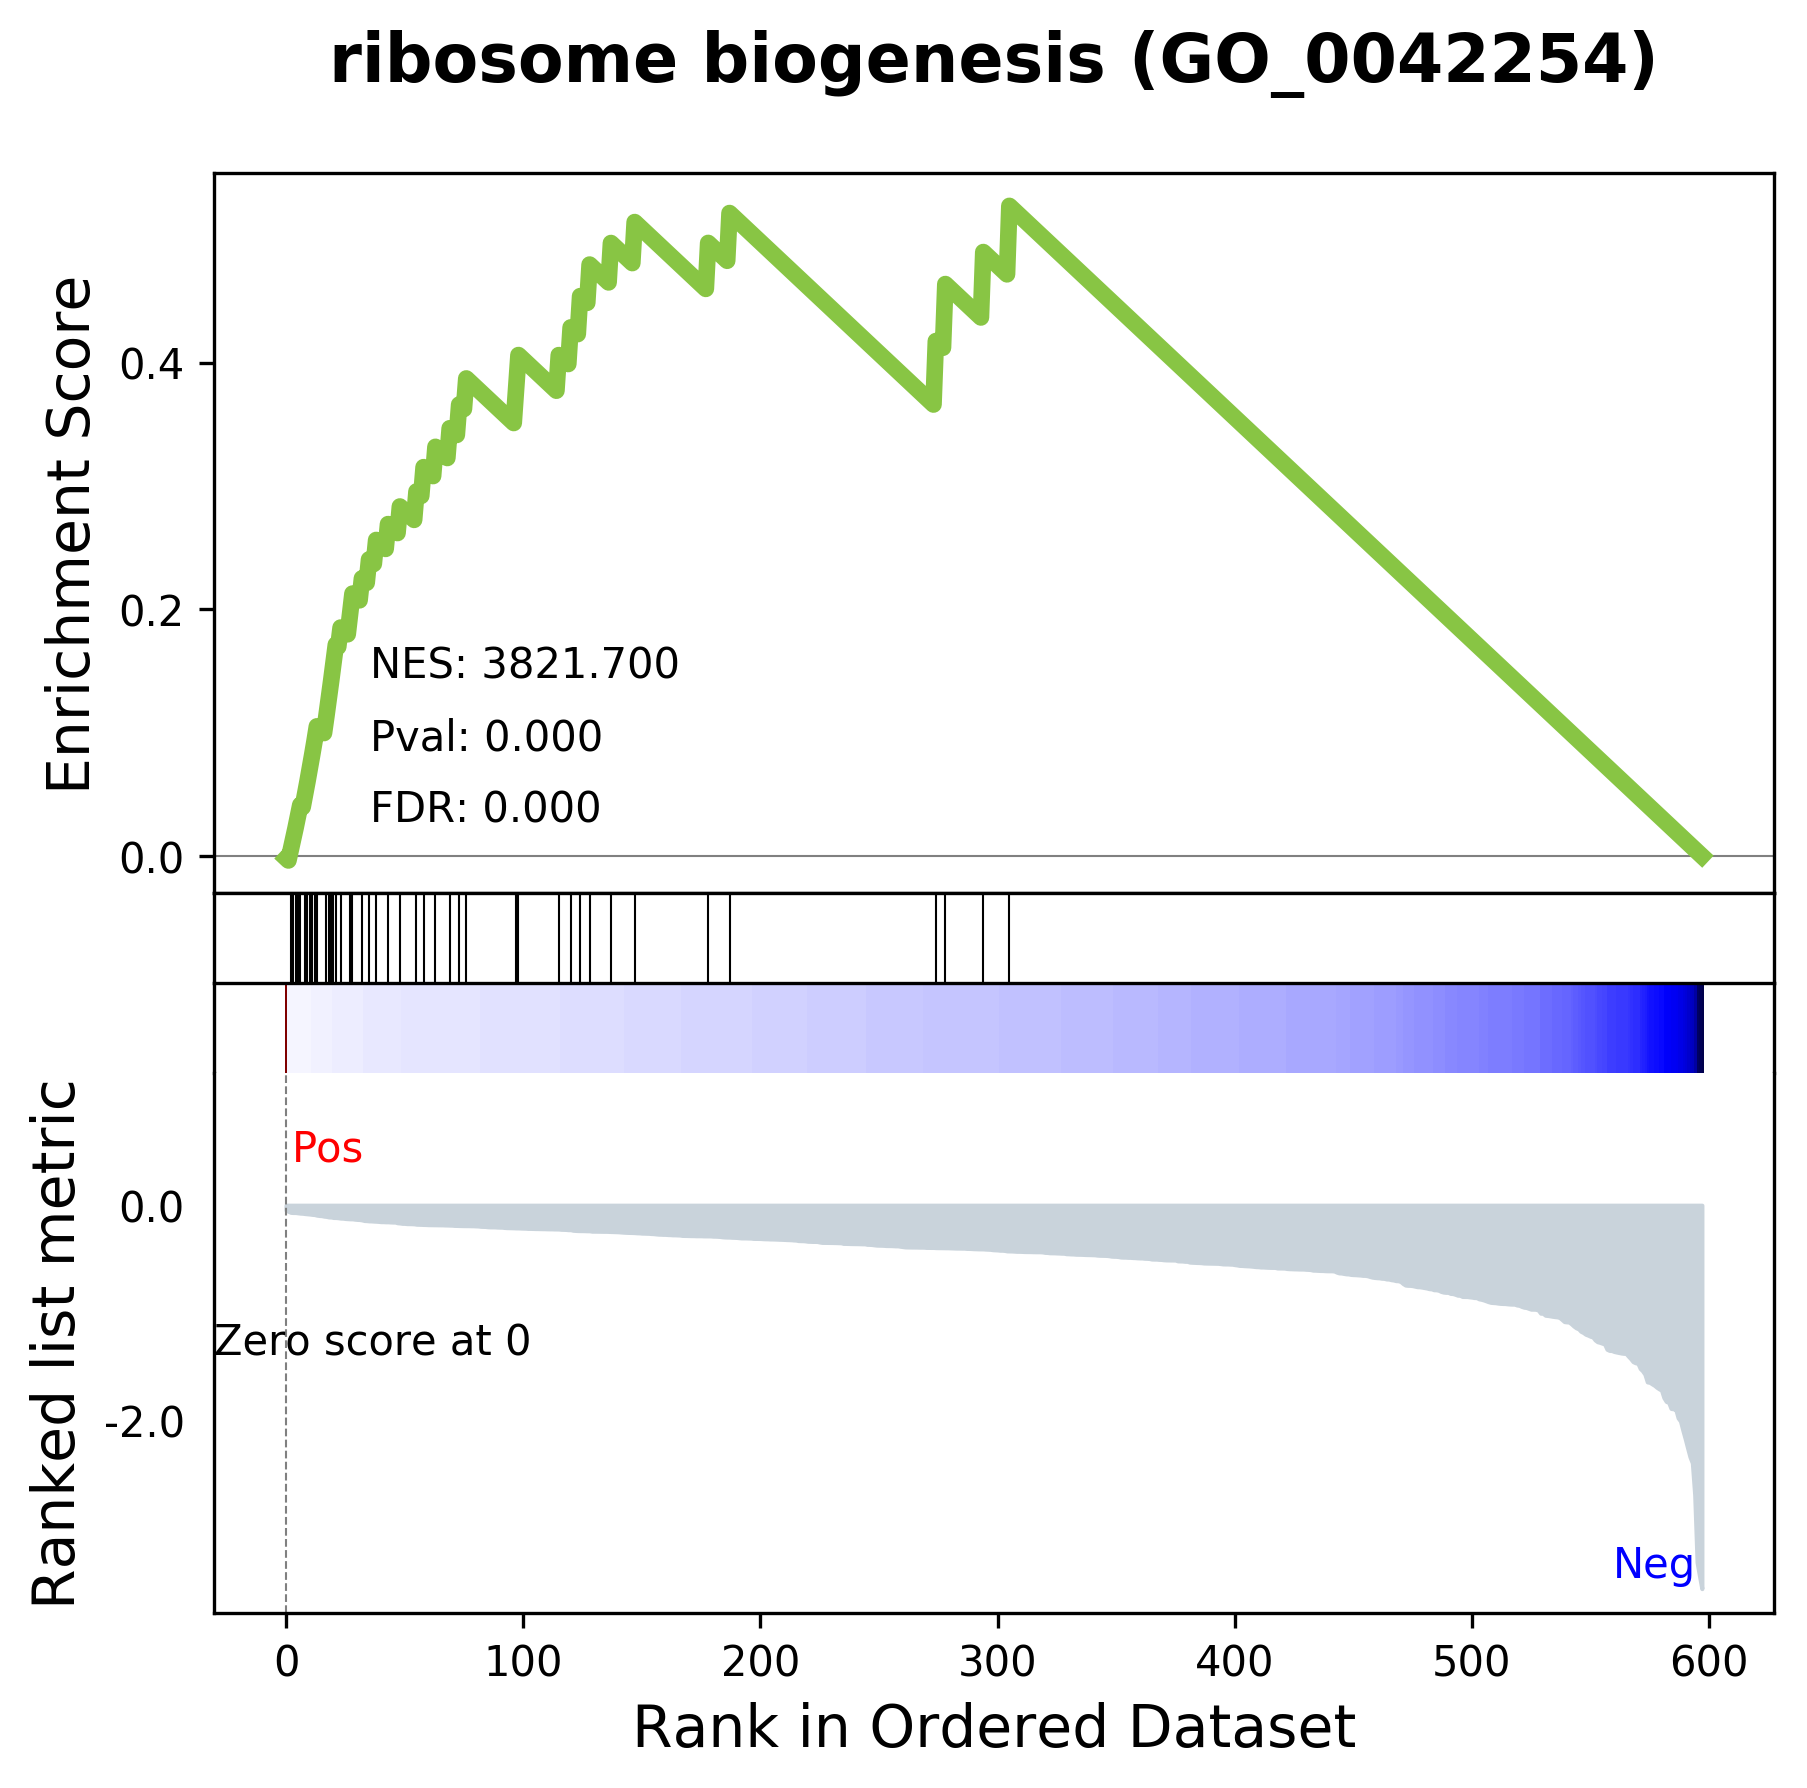 ribosome biogenesis (GO_0042254)
Enrichment Score
0.4
0.2
0.0
NES: 3821.700
Pval: 0.000
FDR: 0.000
Ranked list metric
Pos
0.0
Zero score at 0
-2.0
Neg
0 100 200 300 400 500 600
Rank in Ordered Dataset